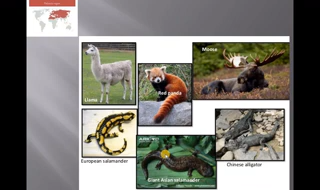 Moose
Llama
Red panda
European salamander
Giant Asian salamander
Chinese alligator